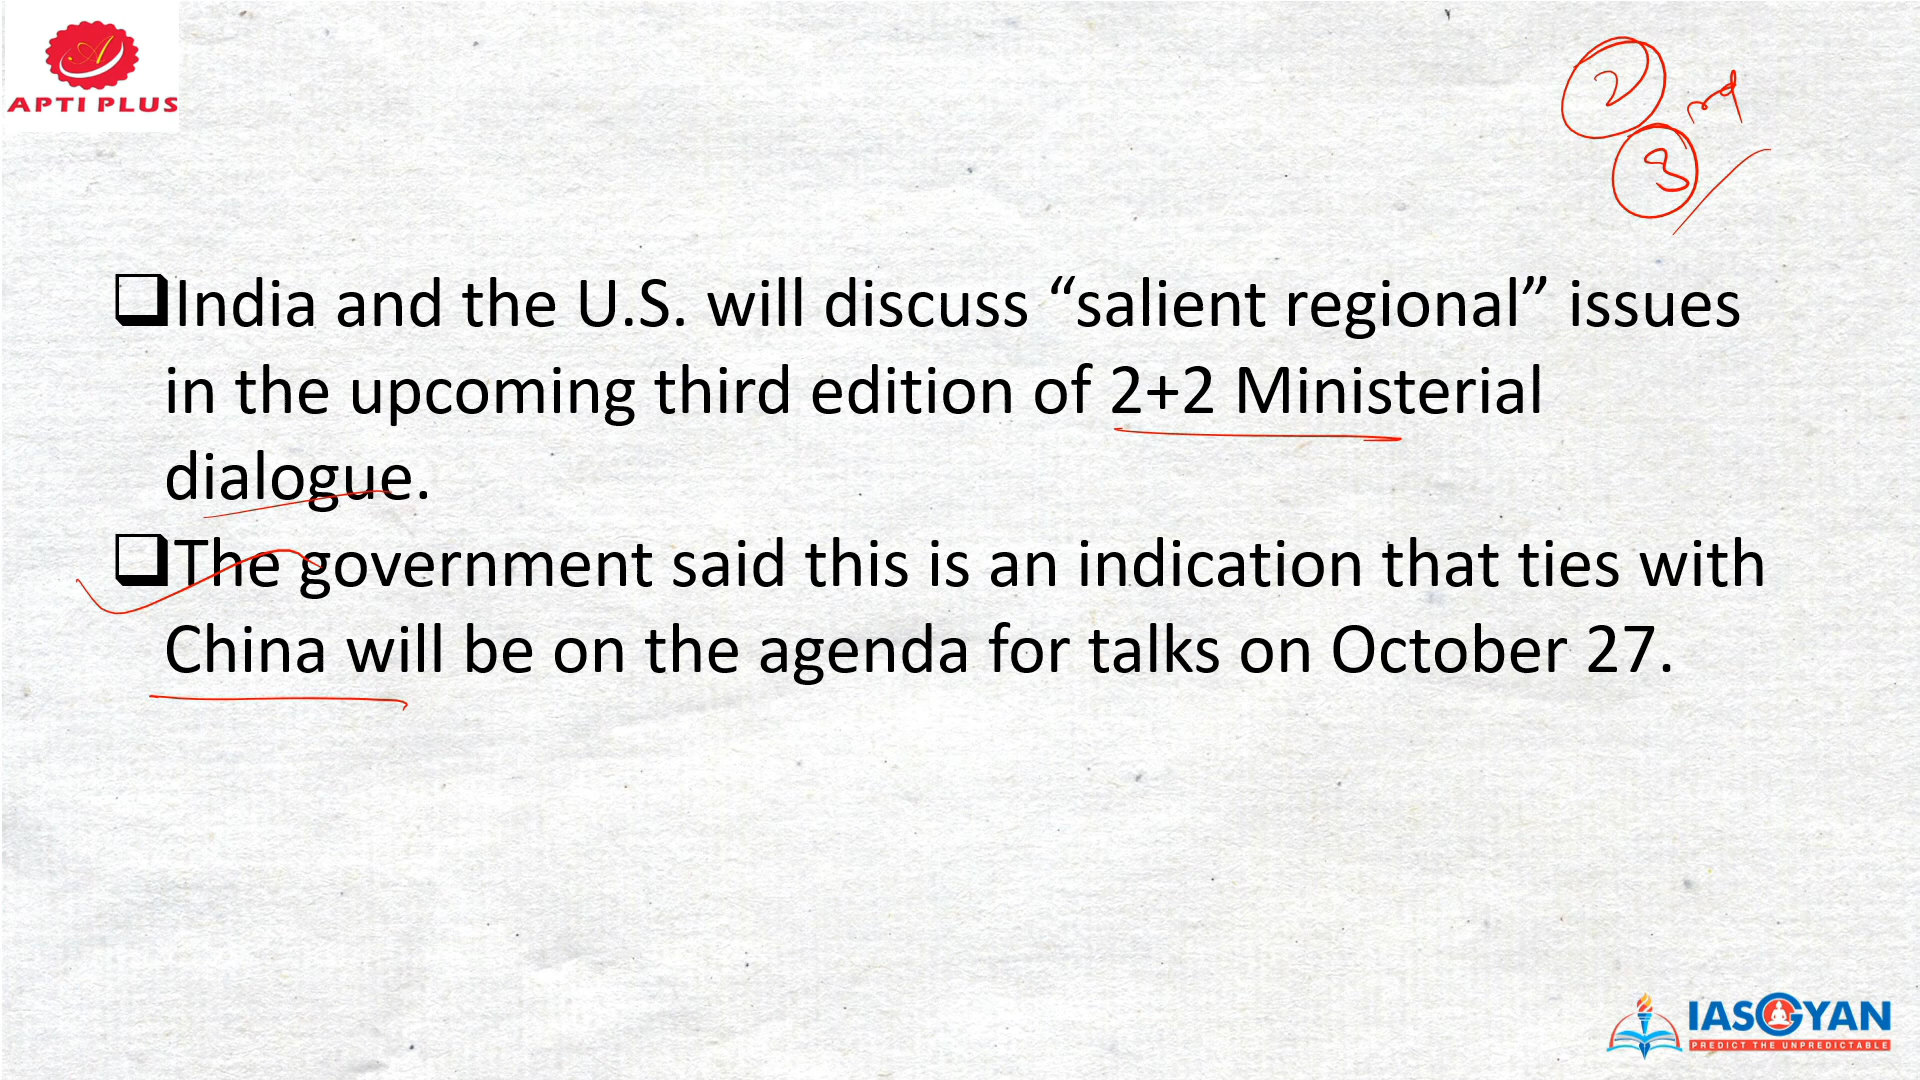 APTI PLUS
2
rd
3
❑India and the U.S. will discuss “salient regional” issues
in the upcoming third edition of 2+2 Ministerial
dialogue.
❑The government said this is an indication that ties with
China will be on the agenda for talks on October 27.
IASGYAN
PREDICT THE UNPREDICTABLE